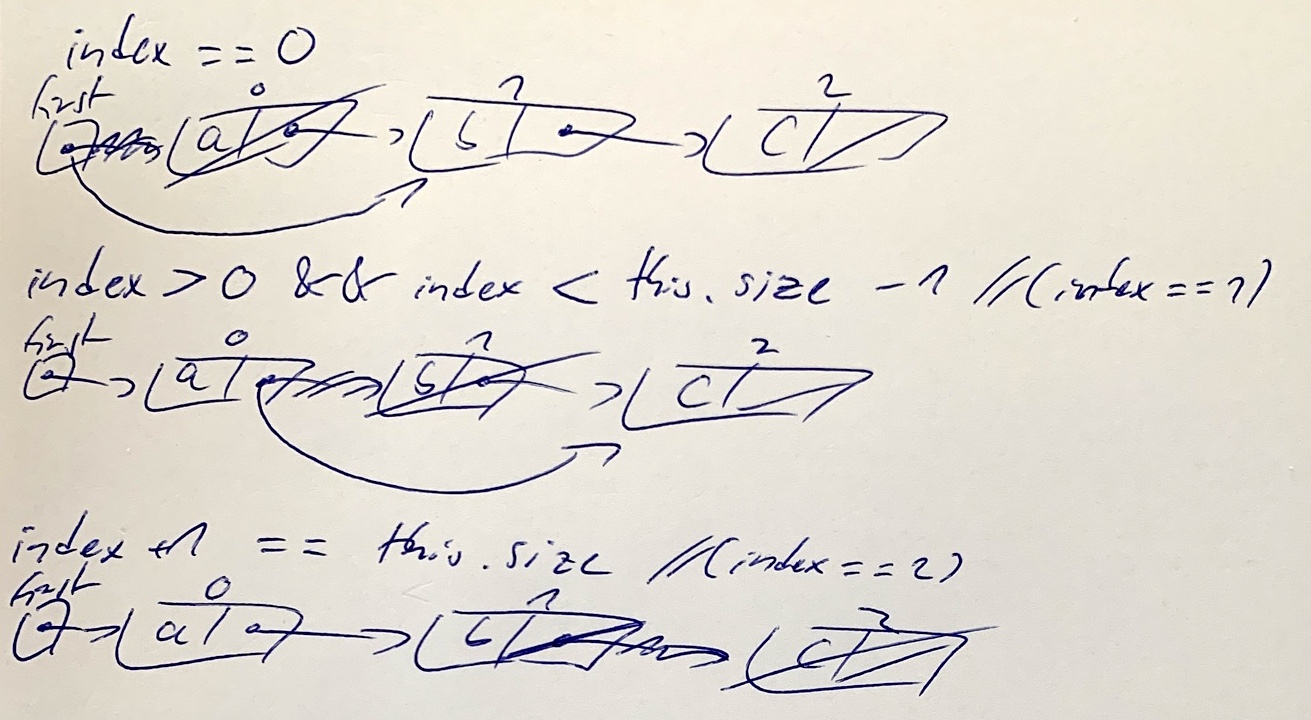 index == 0
first
0 1 2
a b c
index > 0 && index < this.size - 1 //(index == 1)
first
0 1 2
a b c
index + 1 == this.size //(index == 2)
first
0 1 2
a b c